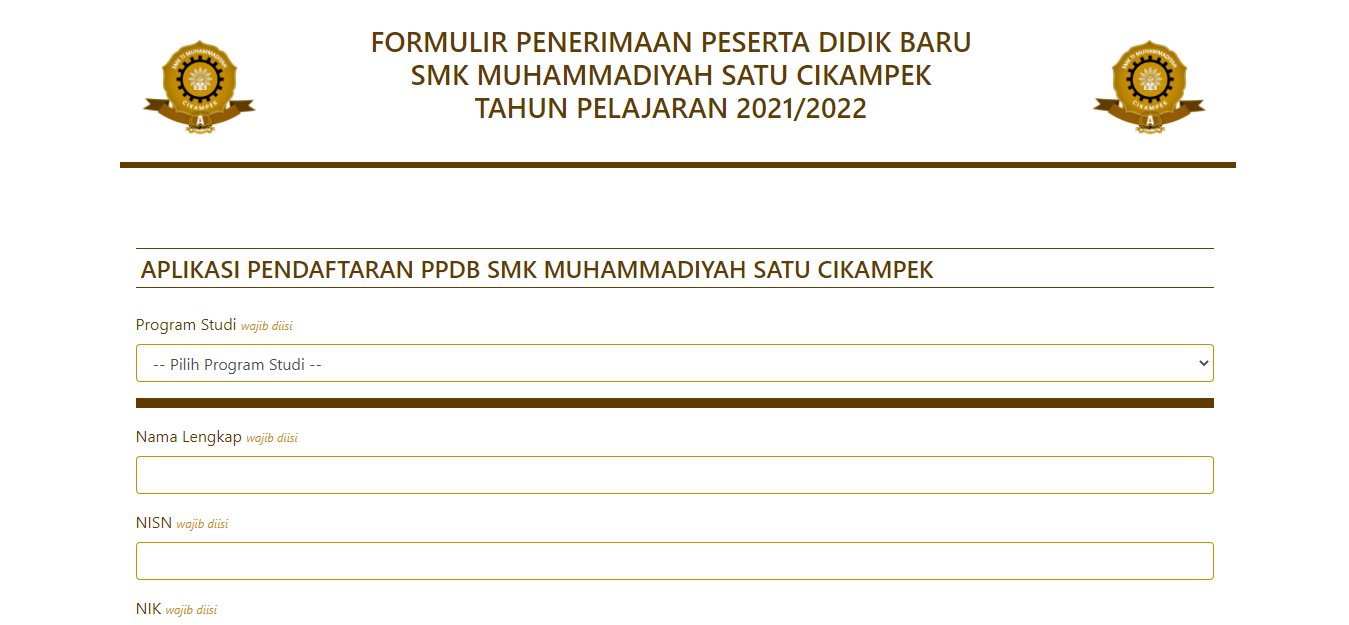 FORMULIR PENERIMAAN PESERTA DIDIK BARU
SMK MUHAMMADIYAH SATU CIKAMPEK
TAHUN PELAJARAN 2021/2022
SMK TI MUHAMMADIYAH
CIKAMPEK
A
SMK TI MUHAMMADIYAH
CIKAMPEK
A
APLIKASI PENDAFTARAN PPDB SMK MUHAMMADIYAH SATU CIKAMPEK
Program Studi wajib diisi
-- Pilih Program Studi --
Nama Lengkap wajib diisi
NISN wajib diisi
NIK wajib diisi